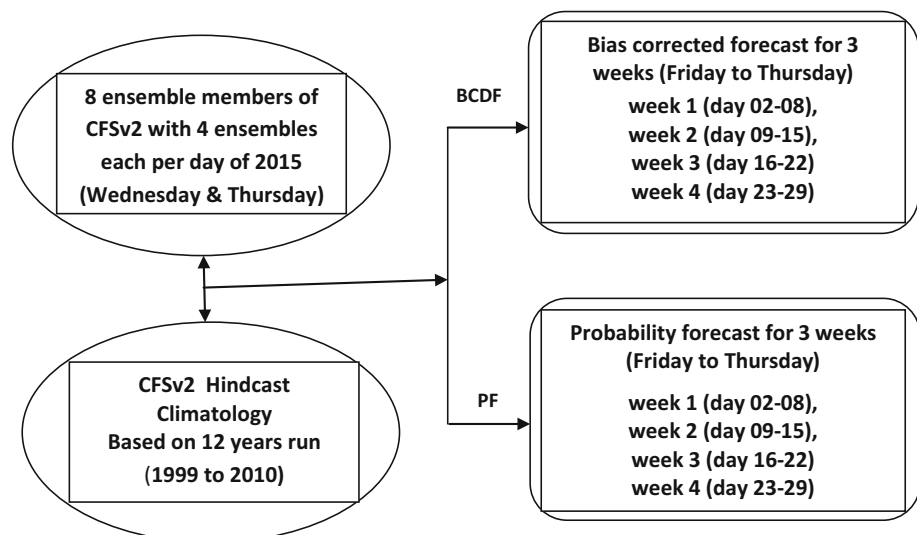 8 ensemble members of
CFSv2 with 4 ensembles
each per day of 2015
(Wednesday & Thursday)
CFSv2 Hindcast
Climatology
Based on 12 years run
(1999 to 2010)
BCDF
PF
Bias corrected forecast for 3
weeks (Friday to Thursday)
week 1 (day 02-08),
week 2 (day 09-15),
week 3 (day 16-22)
week 4 (day 23-29)
Probability forecast for 3 weeks
(Friday to Thursday)
week 1 (day 02-08),
week 2 (day 09-15),
week 3 (day 16-22)
week 4 (day 23-29)